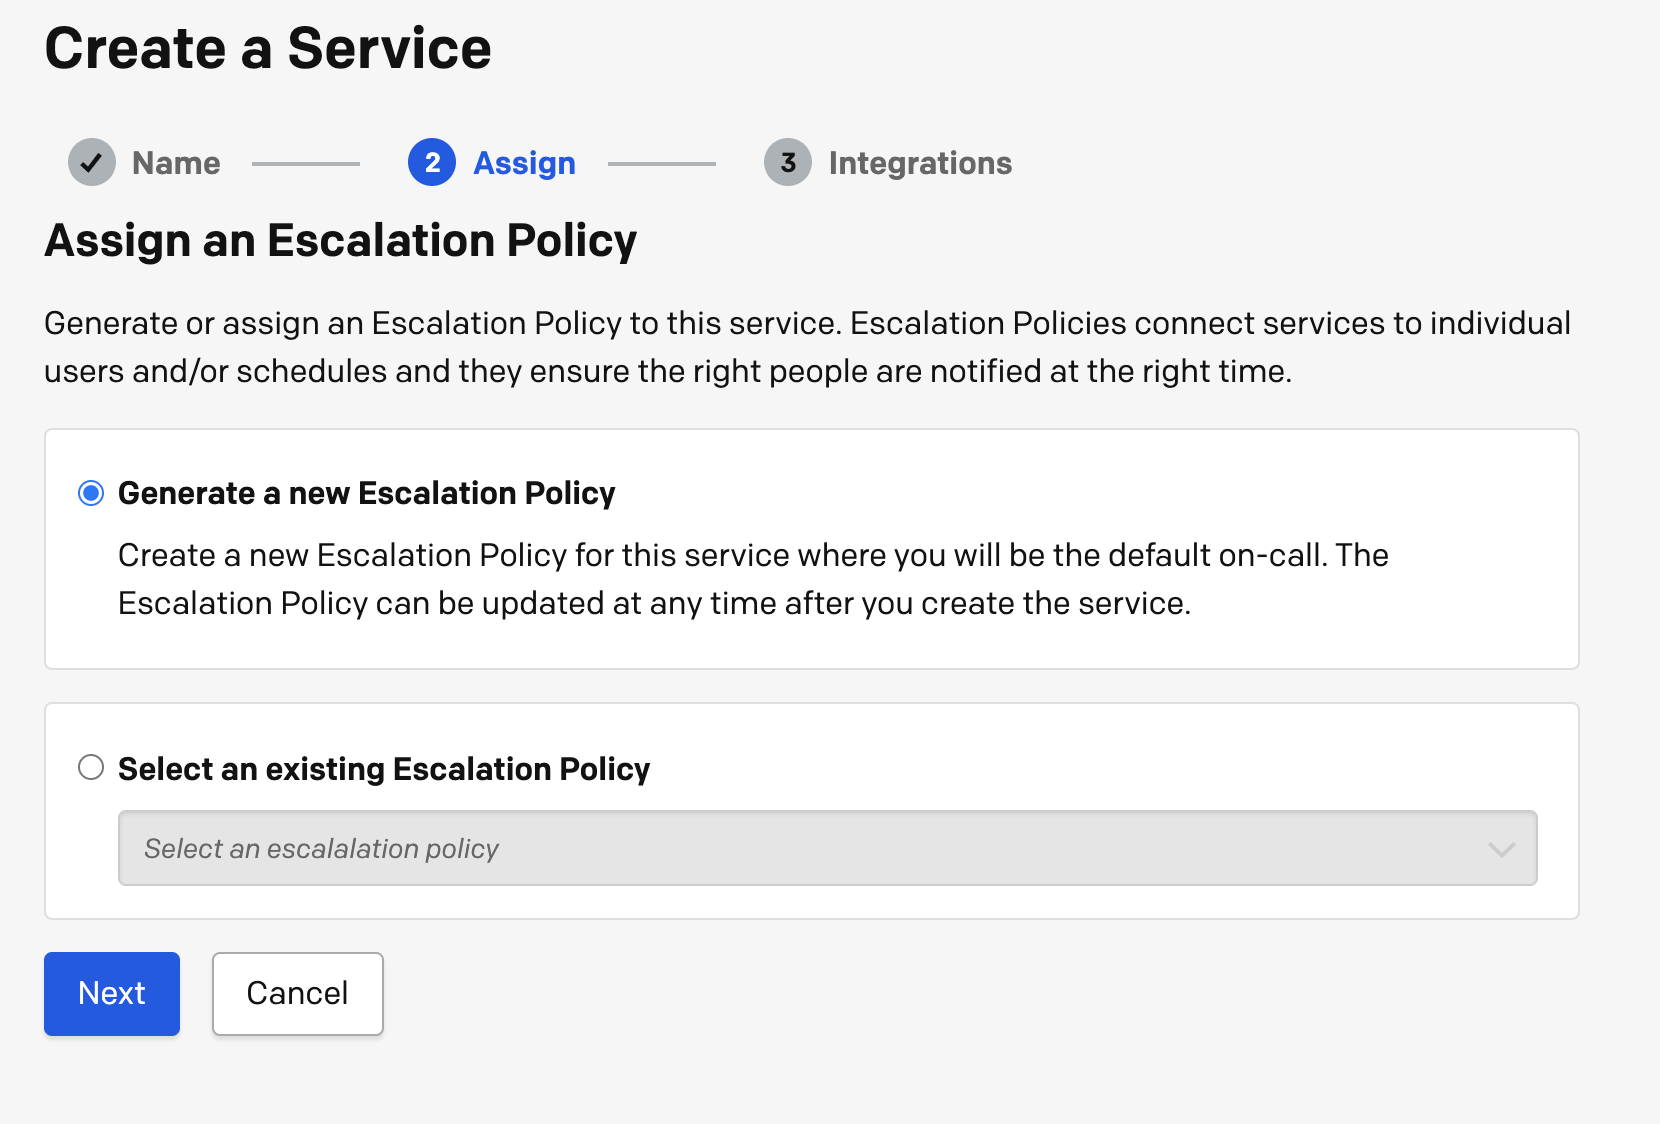 Create a Service
Name 2 Assign 3 Integrations
Assign an Escalation Policy
Generate or assign an Escalation Policy to this service. Escalation Policies connect services to individual
users and/or schedules and they ensure the right people are notified at the right time.
Generate a new Escalation Policy
Create a new Escalation Policy for this service where you will be the default on-call. The
Escalation Policy can be updated at any time after you create the service.
Select an existing Escalation Policy
Select an escalalation policy
Next Cancel